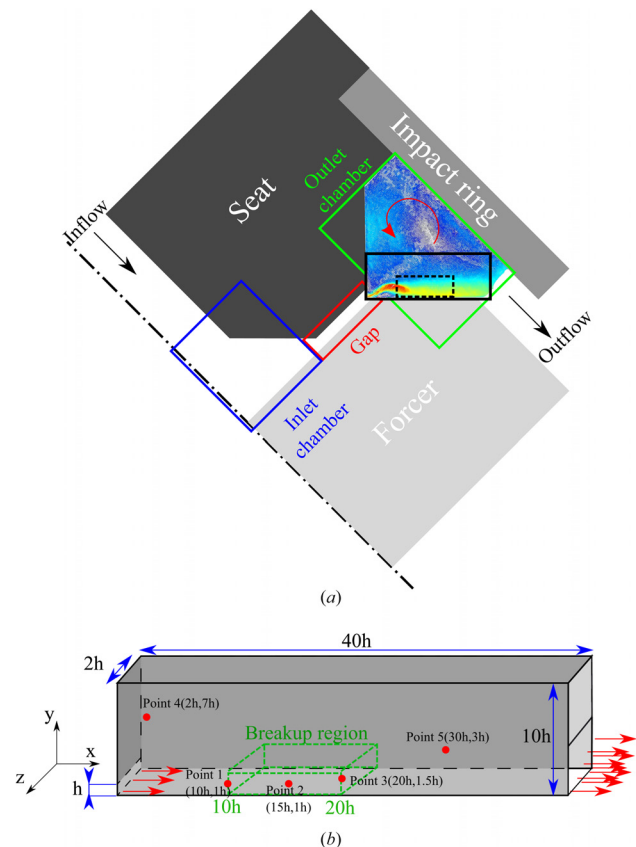 Impact ring
Seat
Outlet
chamber
Inflow
Gap
Outflow
Inlet
chamber
Forcer
(a)
40h
2h
Point 4(2h,7h)
Breakup region
Point 5(30h,3h)
10h
y
x
z
h
Point 1
(10h,1h)
Point 3(20h,1.5h)
Point 2
(15h,1h)
10h
20h
(b)